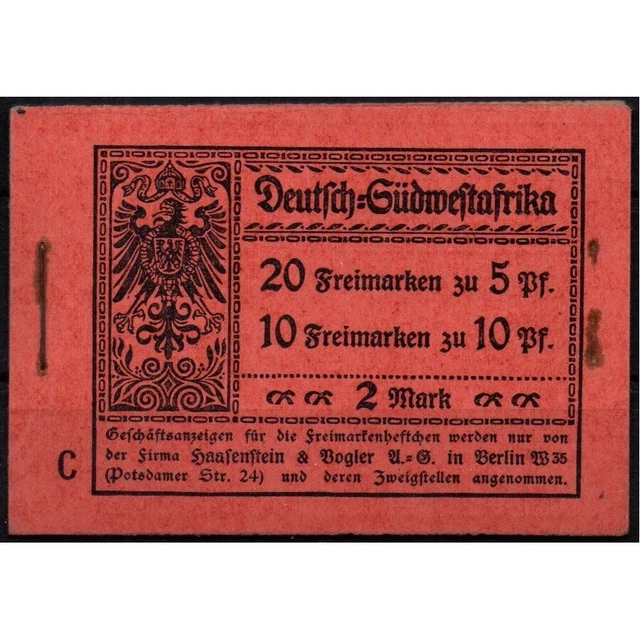 Deutsch-Südwestafrika
20 Freimarken zu 5 Pf.
10 Freimarken zu 10 Pf.
2 Mark
Geschäftsanzeigen für die Freimarkenheftchen werden nur von
der Firma Haasenstein & Vogler A.-G. in Berlin W35
(Potsdamer Str. 24) und deren Zweigstellen angenommen.
C